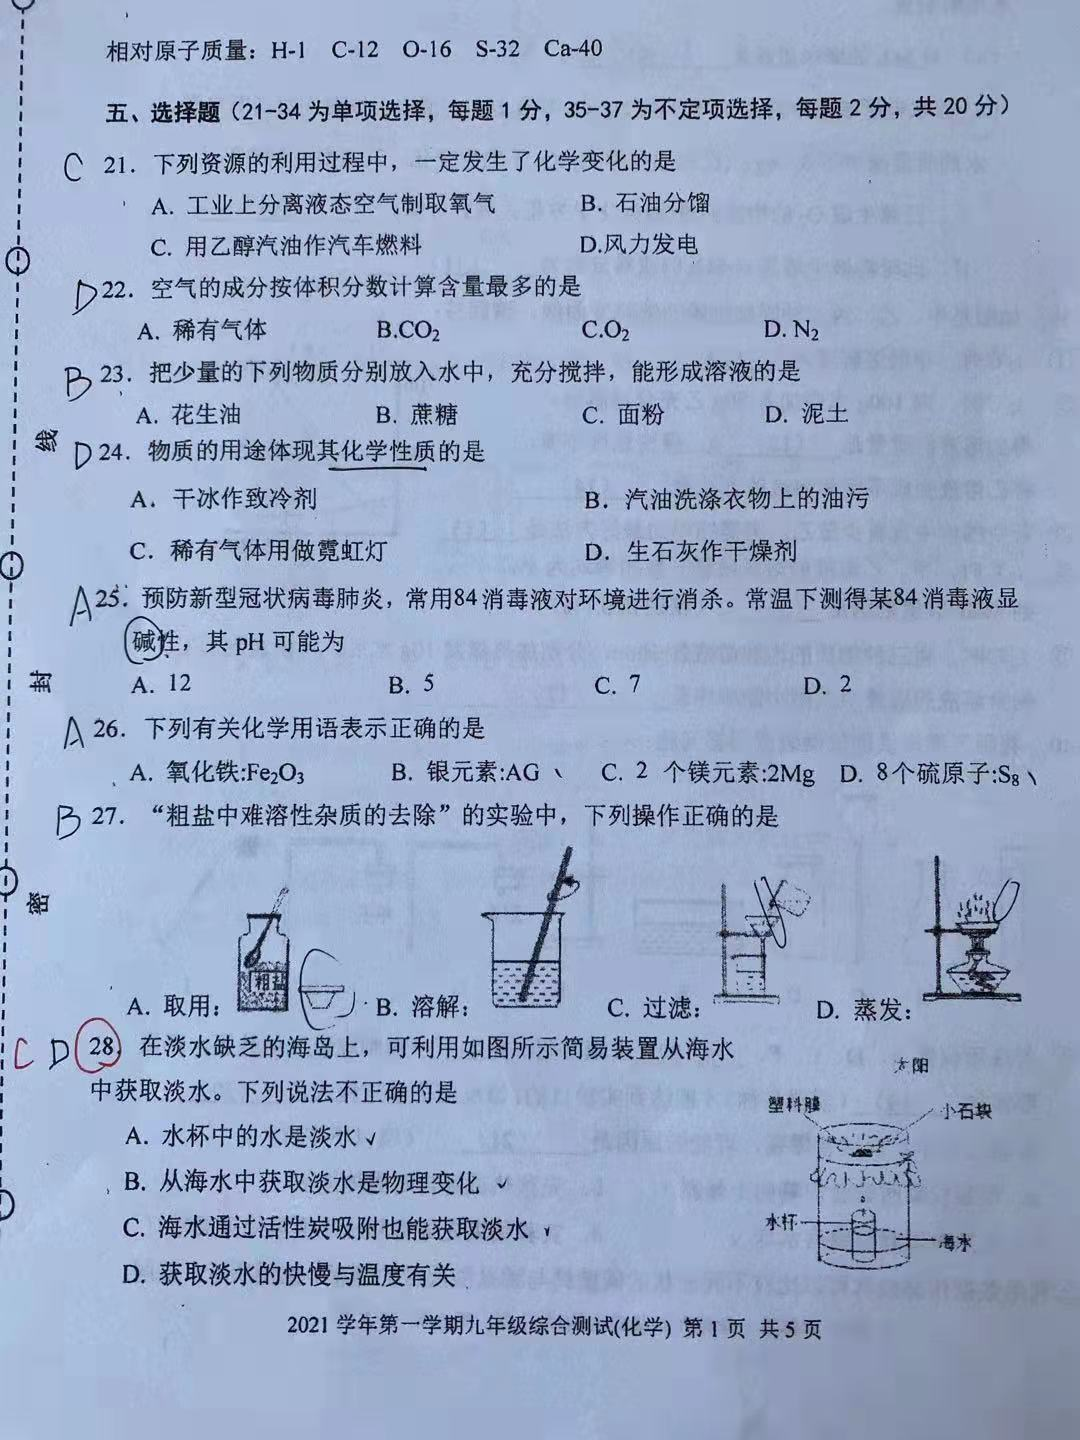 相对原子质量：H-1 C-12 O-16 S-32 Ca-40
五、选择题（21-34 为单项选择，每题 1 分，35-37 为不定项选择，每题 2 分，共 20 分）
C 21．下列资源的利用过程中，一定发生了化学变化的是
A. 工业上分离液态空气制取氧气 B. 石油分馏
C. 用乙醇汽油作汽车燃料 D.风力发电
D 22．空气的成分按体积分数计算含量最多的是
A. 稀有气体 B.CO₂ C.O₂ D. N₂
B 23．把少量的下列物质分别放入水中，充分搅拌，能形成溶液的是
A. 花生油 B. 蔗糖 C. 面粉 D. 泥土
线
D 24．物质的用途体现其化学性质的是
A．干冰作致冷剂 B．汽油洗涤衣物上的油污
C．稀有气体用做霓虹灯 D．生石灰作干燥剂
A 25．预防新型冠状病毒肺炎，常用84消毒液对环境进行消杀。常温下测得某84消毒液显
碱性，其 pH 可能为
封
A. 12 B. 5 C. 7 D. 2
A 26．下列有关化学用语表示正确的是
A. 氧化铁:Fe₂O₃ B. 银元素:AG C. 2 个镁元素:2Mg D. 8个硫原子:S₈
B 27．“粗盐中难溶性杂质的去除”的实验中，下列操作正确的是
密
粗盐
A. 取用： B. 溶解： C. 过滤： D. 蒸发：
C D 28．在淡水缺乏的海岛上，可利用如图所示简易装置从海水
中获取淡水。下列说法不正确的是
A. 水杯中的水是淡水 ✓
B. 从海水中获取淡水是物理变化 ✓
C. 海水通过活性炭吸附也能获取淡水 ✓
D. 获取淡水的快慢与温度有关
太阳
塑料膜
小石块
水杯
海水
2021 学年第一学期九年级综合测试(化学) 第 1 页 共 5 页